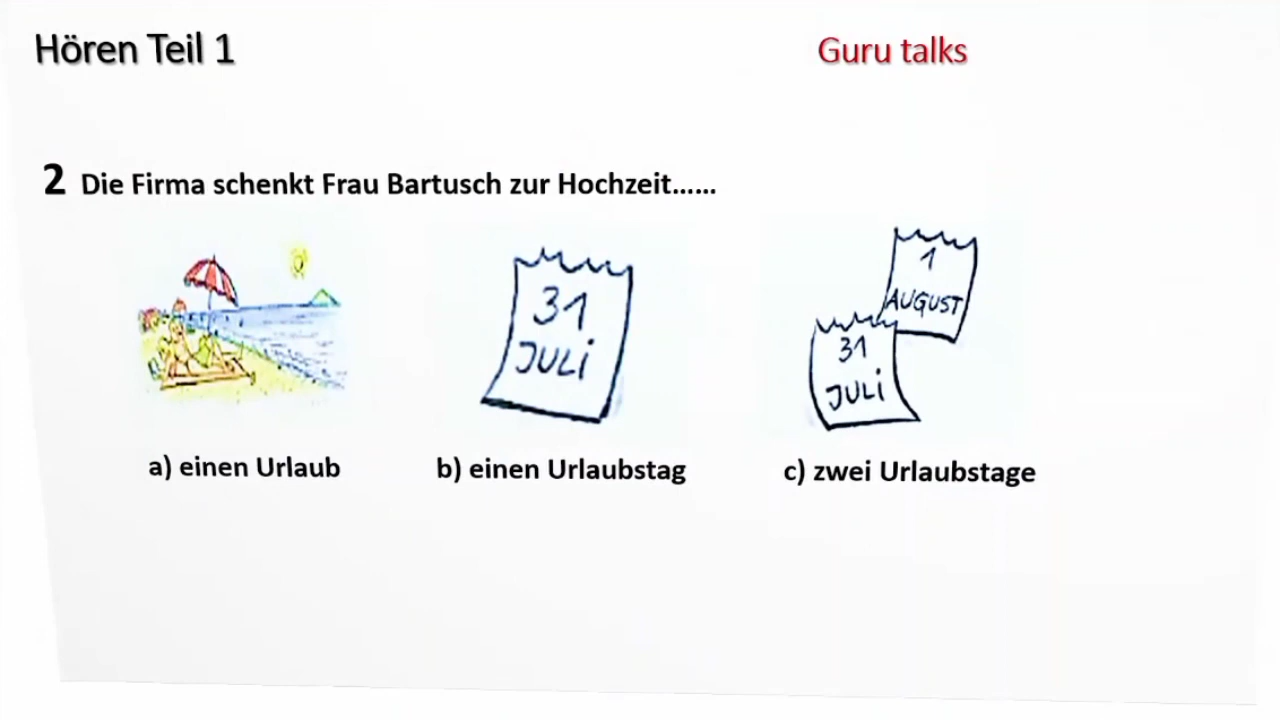 Hören Teil 1
Guru talks
2 Die Firma schenkt Frau Bartusch zur Hochzeit......
31
JULI
1
AUGUST
31
JULI
a) einen Urlaub
b) einen Urlaubstag
c) zwei Urlaubstage